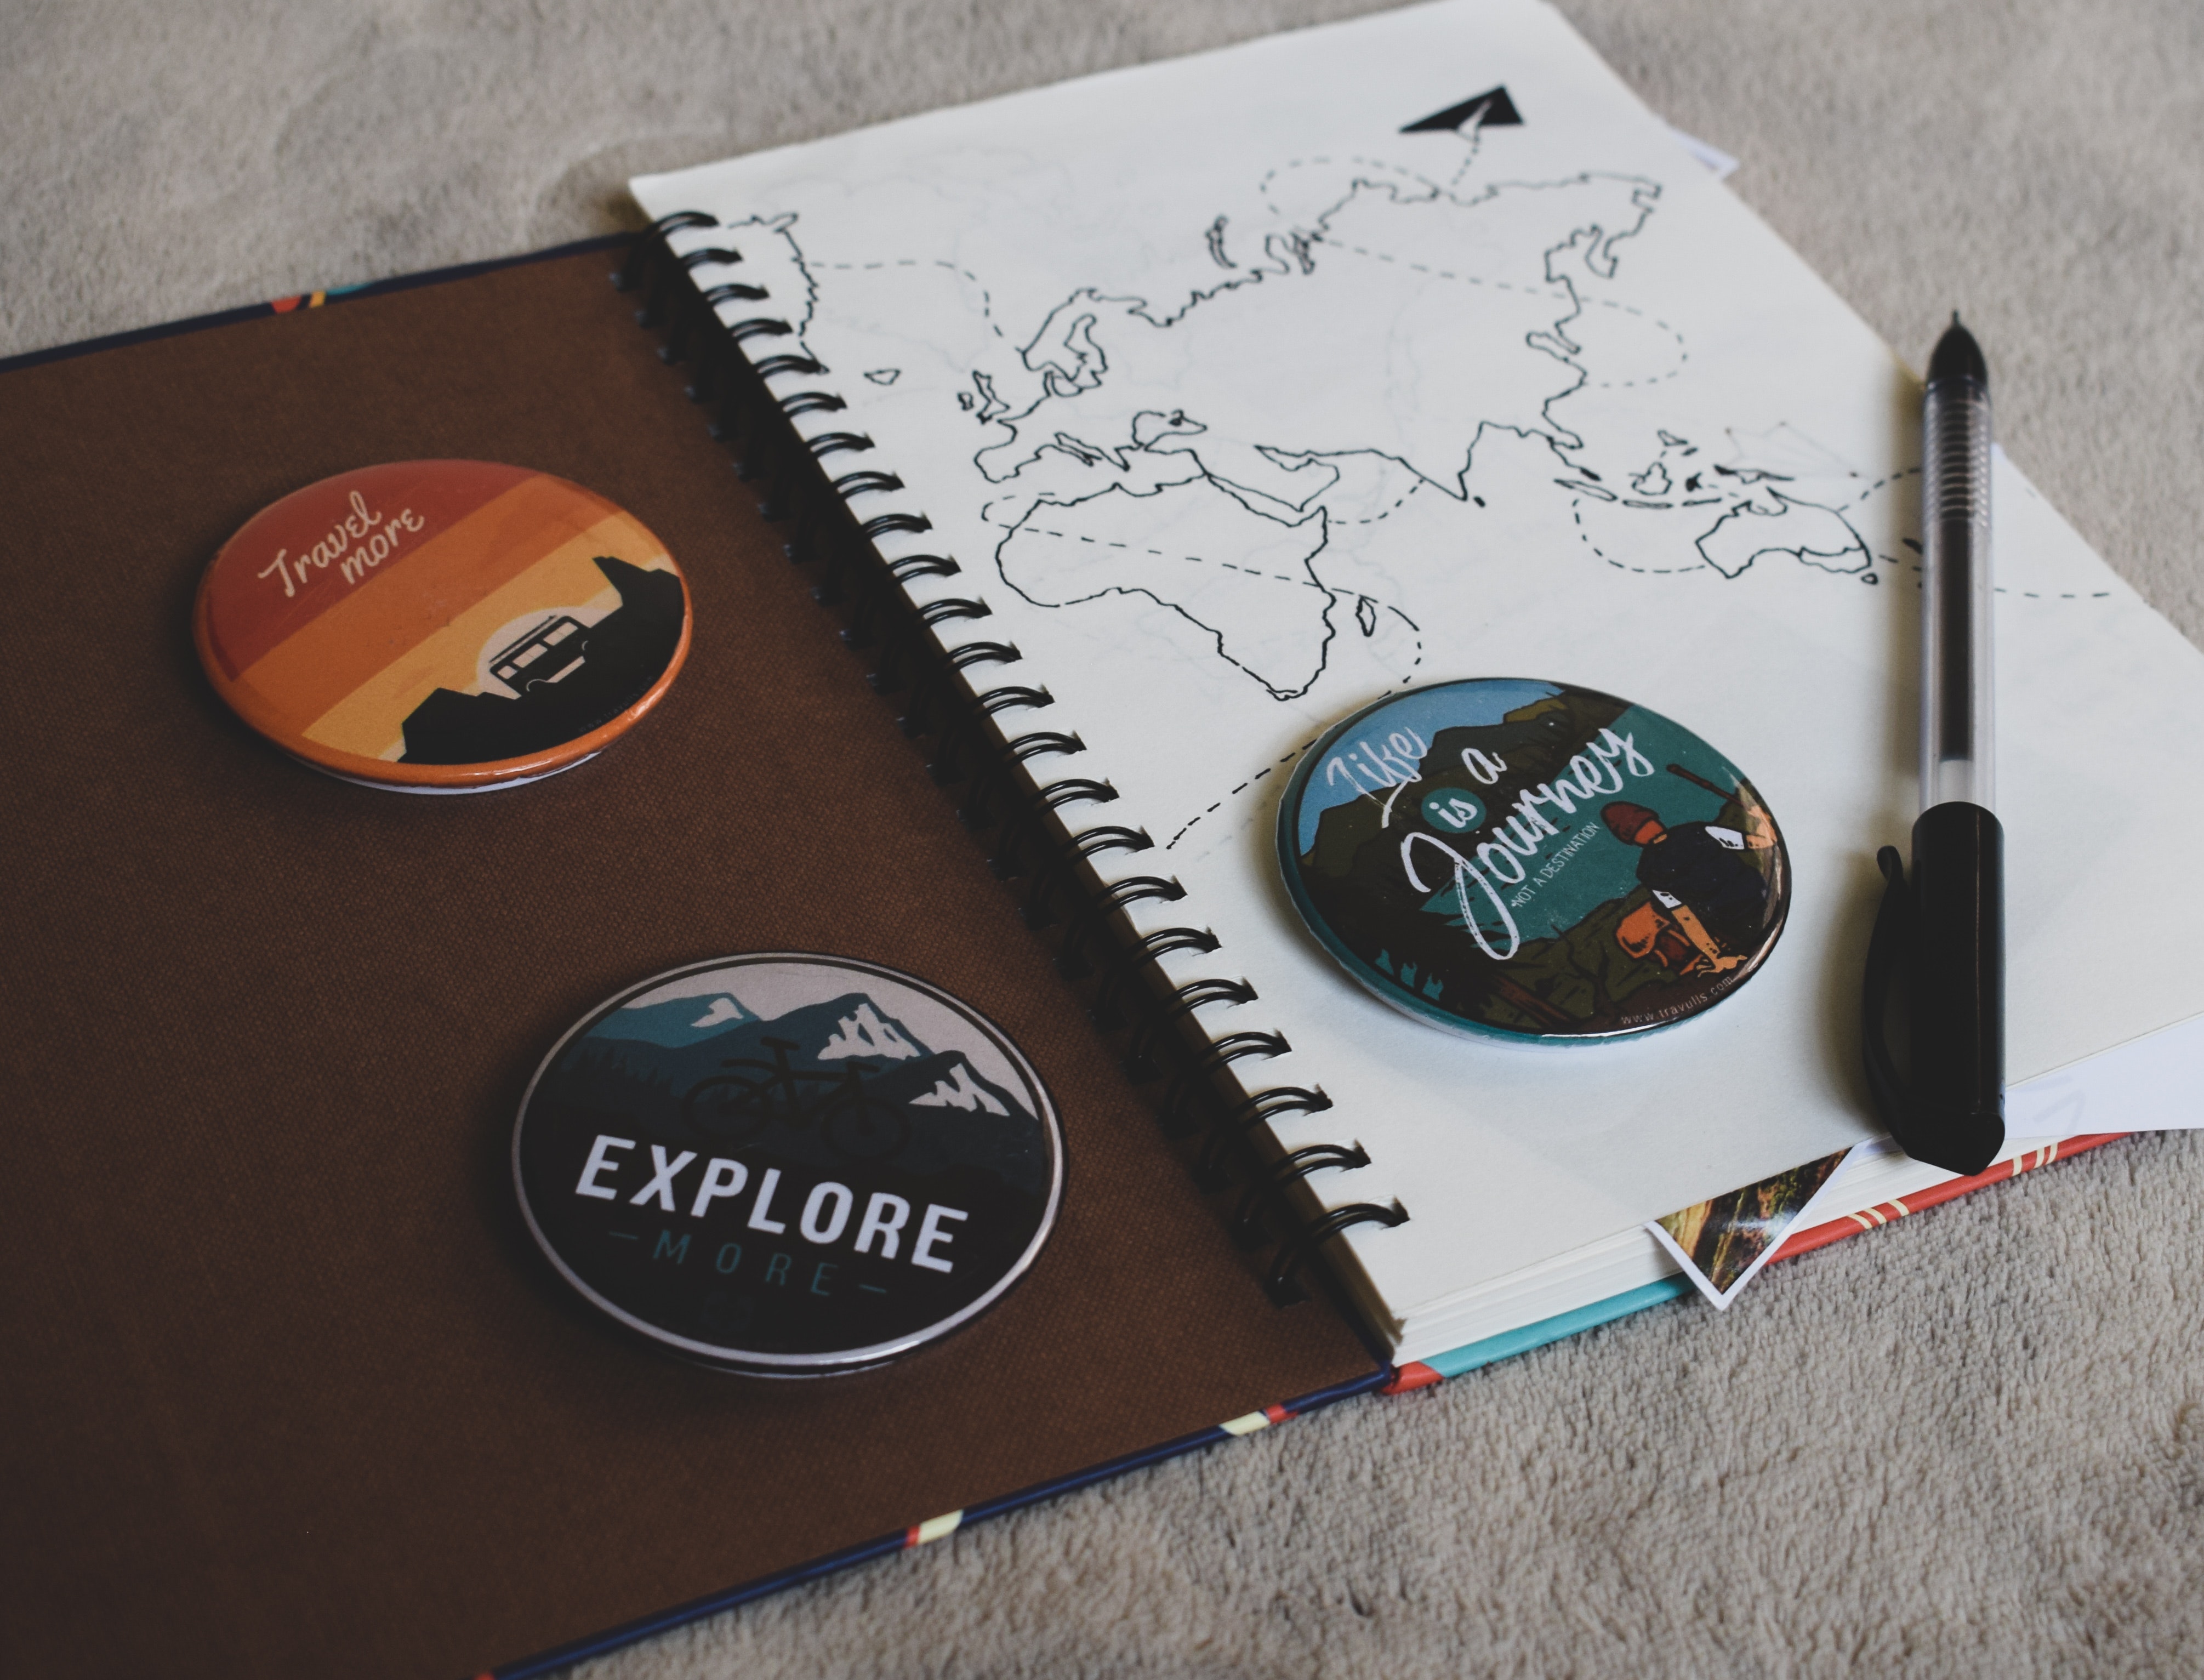 Travel
more
EXPLORE
MORE
Life
is a
Journey
NOT A DESTINATION
www.travulls.com